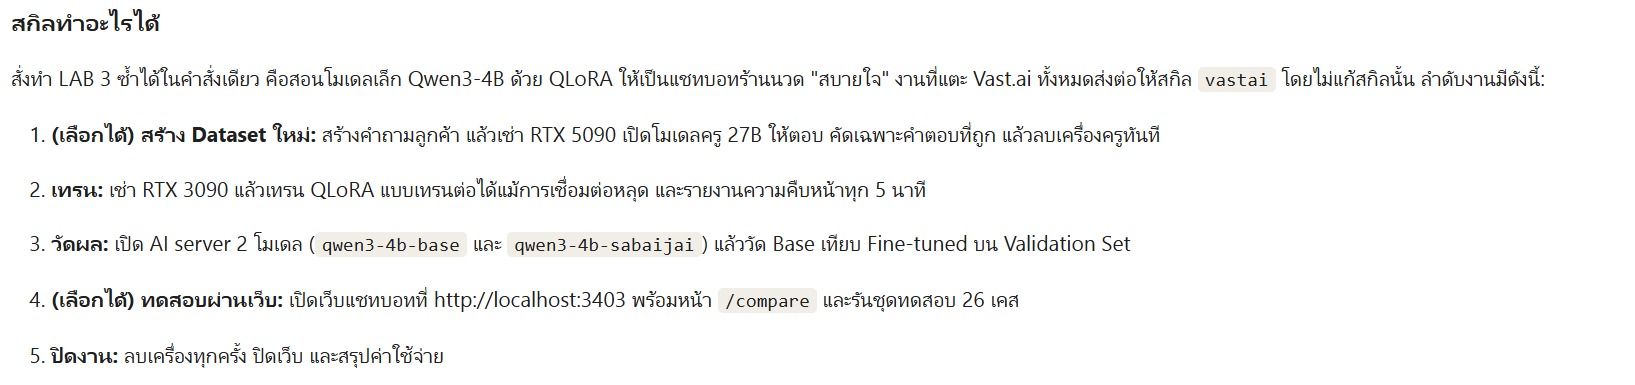 สกิลทำอะไรได้
สั่งทำ LAB 3 ซ้ำได้ในคำสั่งเดียว คือสอนโมเดลเล็ก Qwen3-4B ด้วย QLoRA ให้เป็นแชทบอทร้านนวด "สบายใจ" งานที่แตะ Vast.ai ทั้งหมดส่งต่อให้สกิล vastai โดยไม่แก้สกิลนั้น ลำดับงานมีดังนี้:
1. (เลือกได้) สร้าง Dataset ใหม่: สร้างคำถามลูกค้า แล้วเช่า RTX 5090 เปิดโมเดลครู 27B ให้ตอบ คัดเฉพาะคำตอบที่ถูก แล้วลบเครื่องครูทันที
2. เทรน: เช่า RTX 3090 แล้วเทรน QLoRA แบบเทรนต่อได้แม้การเชื่อมต่อหลุด และรายงานความคืบหน้าทุก 5 นาที
3. วัดผล: เปิด AI server 2 โมเดล (qwen3-4b-base และ qwen3-4b-sabaijai) แล้ววัด Base เทียบ Fine-tuned บน Validation Set
4. (เลือกได้) ทดสอบผ่านเว็บ: เปิดเว็บแชทบอทที่ http://localhost:3403 พร้อมหน้า /compare และรันชุดทดสอบ 26 เคส
5. ปิดงาน: ลบเครื่องทุกครั้ง ปิดเว็บ และสรุปค่าใช้จ่าย